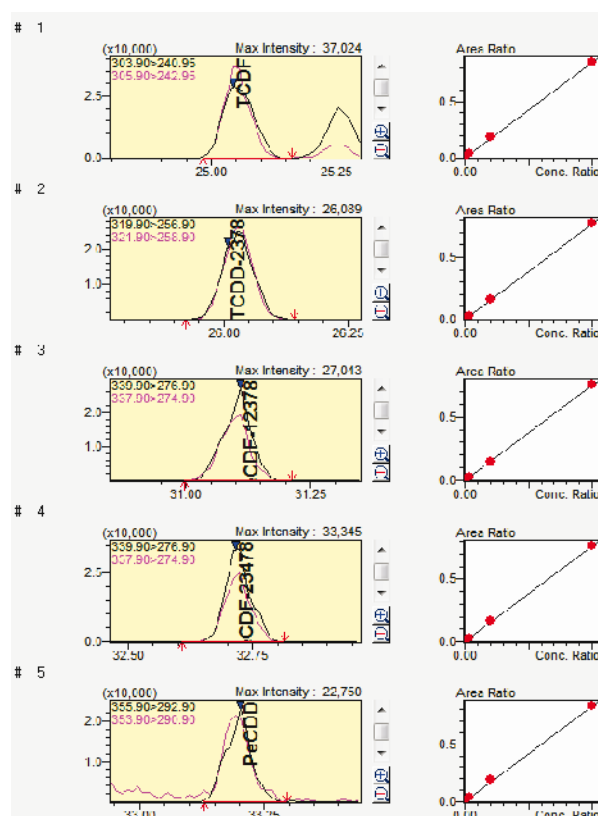 # 1
(x10,000) Max Intensity : 37,024
303.90>240.95
305.90>242.95
TCDF
2.5
0.0
25.00 25.25
Area Ratio
0.5
0.0
0.00 Conc. Ratio
# 2
(x10,000) Max Intensity : 26,039
319.90>256.90
321.90>258.90
TCDD-2378
2.0
1.0
26.00 26.25
Area Ratio
0.5
0.0
0.00 Conc. Ratio
# 3
(x10,000) Max Intensity : 27,043
339.90>276.90
337.90>274.90
CDF-12378
2.0
1.0
31.00 31.25
Area Ratio
0.5
0.0
0.00 Conc. Ratio
# 4
(x10,000) Max Intensity : 33,345
339.90>276.90
337.90>274.90
CDF-23478
2.5
0.0
32.50 32.75
Area Ratio
0.5
0.0
0.00 Conc. Ratio
# 5
(x10,000) Max Intensity : 22,750
355.90>292.90
353.90>290.90
PeCDD
2.0
1.0
33.00 33.25
Area Ratio
0.5
0.0
0.00 Conc. Ratio